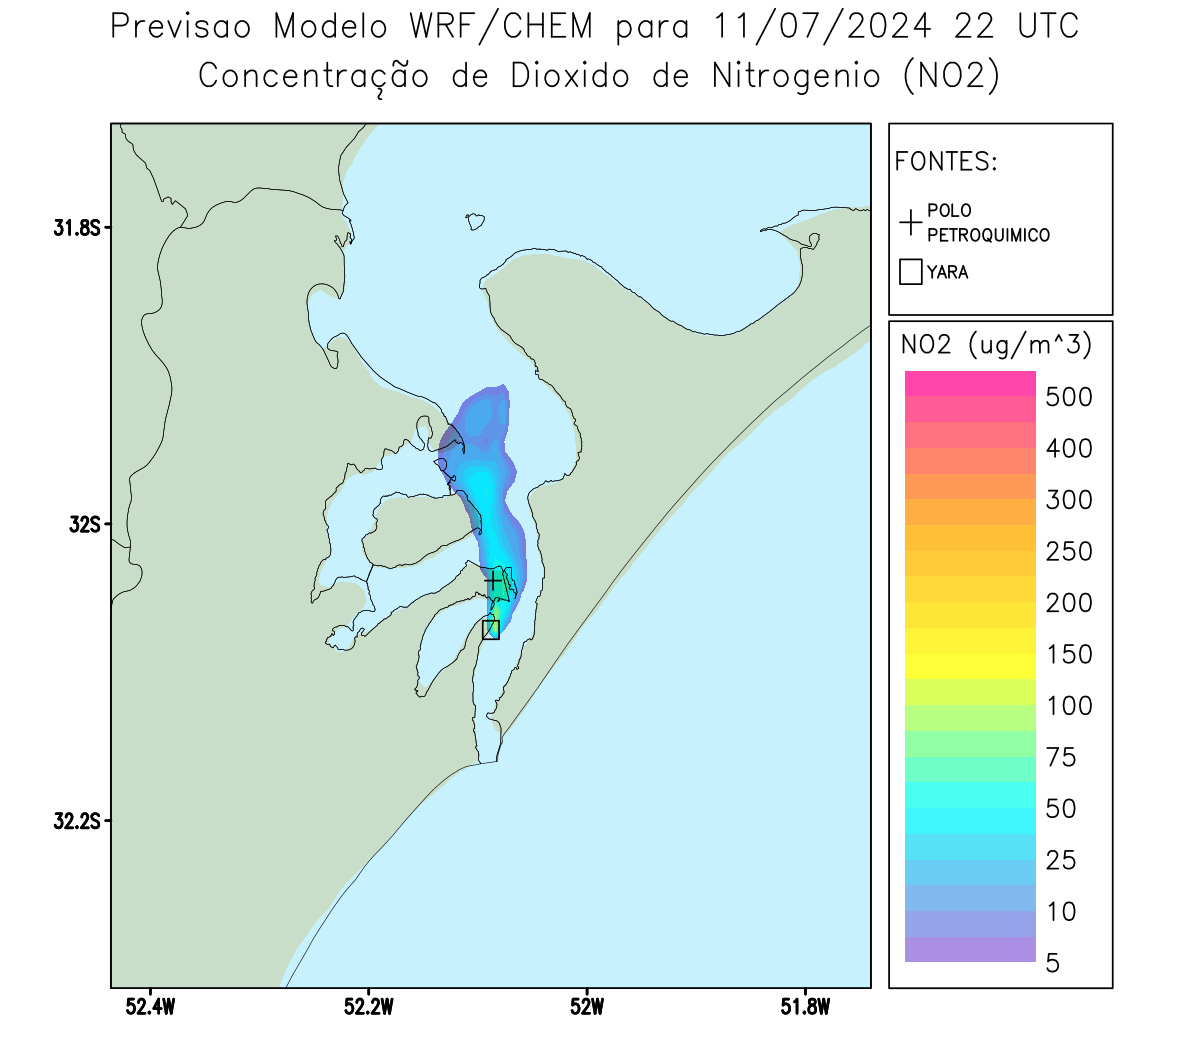 Previsao Modelo WRF/CHEM para 11/07/2024 22 UTC
Concentração de Dioxido de Nitrogenio (NO2)
FONTES:
POLO
PETROQUIMICO
YARA
NO2 (ug/m^3)
500
400
300
250
200
150
100
75
50
25
10
5
31.8S
32S
32.2S
52.4W
52.2W
52W
51.8W